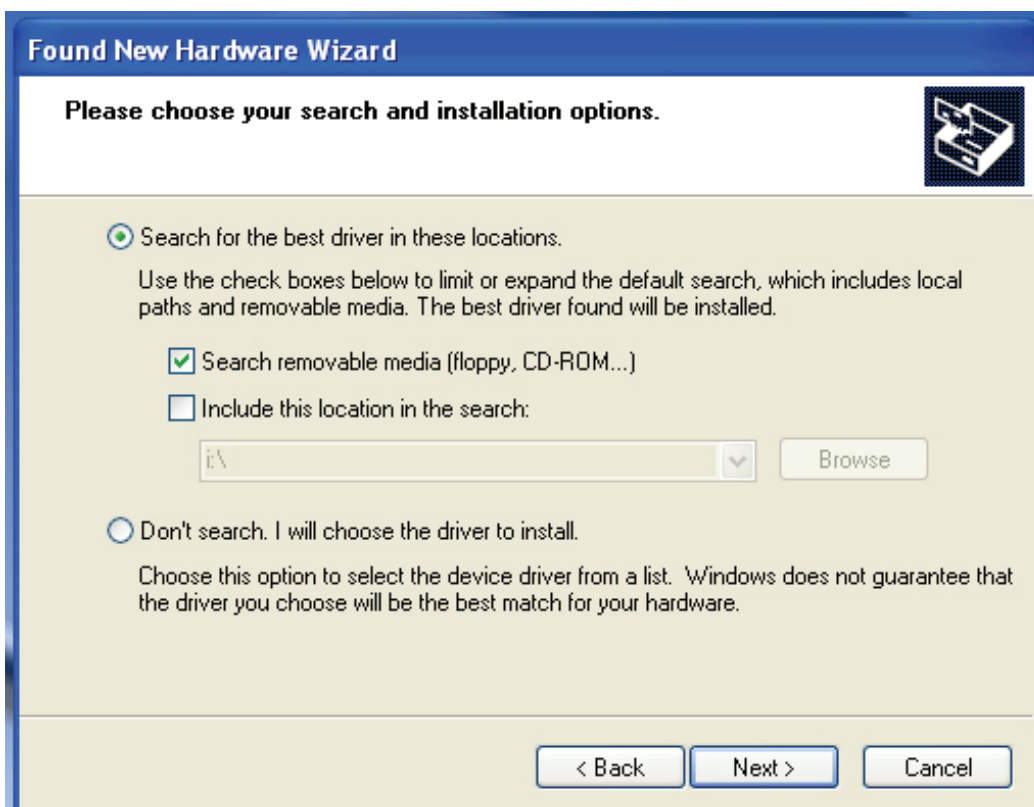 Found New Hardware Wizard
Please choose your search and installation options.
Search for the best driver in these locations.
Use the check boxes below to limit or expand the default search, which includes local
paths and removable media. The best driver found will be installed.
Search removable media (floppy, CD-ROM...)
Include this location in the search:
i:\
Browse
Don't search. I will choose the driver to install.
Choose this option to select the device driver from a list.  Windows does not guarantee that
the driver you choose will be the best match for your hardware.
< Back
Next >
Cancel